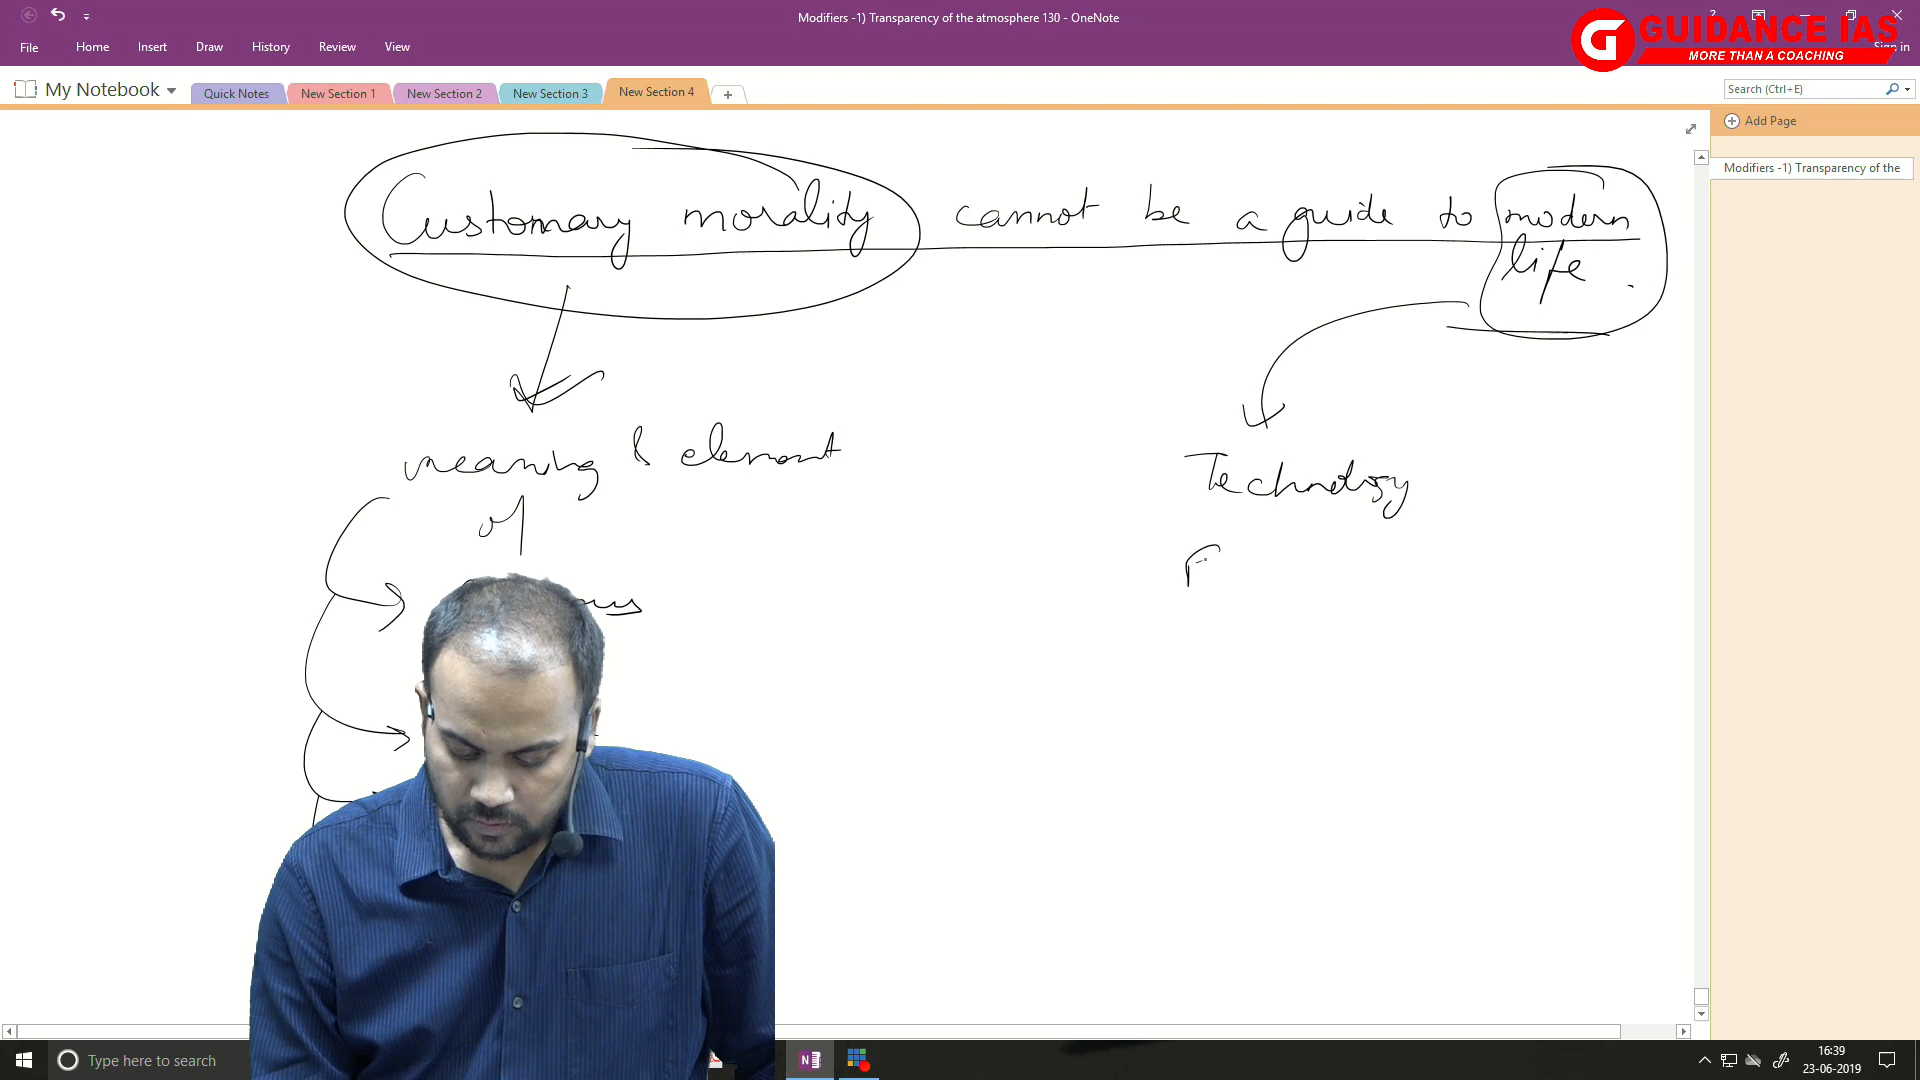 Modifiers -1) Transparency of the atmosphere 130 - OneNote
?
File Home Insert Draw History Review View
Sign in
GUIDANCE IAS
MORE THAN A COACHING
My Notebook
Quick Notes New Section 1 New Section 2 New Section 3 New Section 4 +
Search (Ctrl+E)
Add Page
Modifiers -1) Transparency of the
Customary morality cannot be a guide to modern
life.
meaning & element
of
Technology
F
Type here to search
N
16:39
23-06-2019